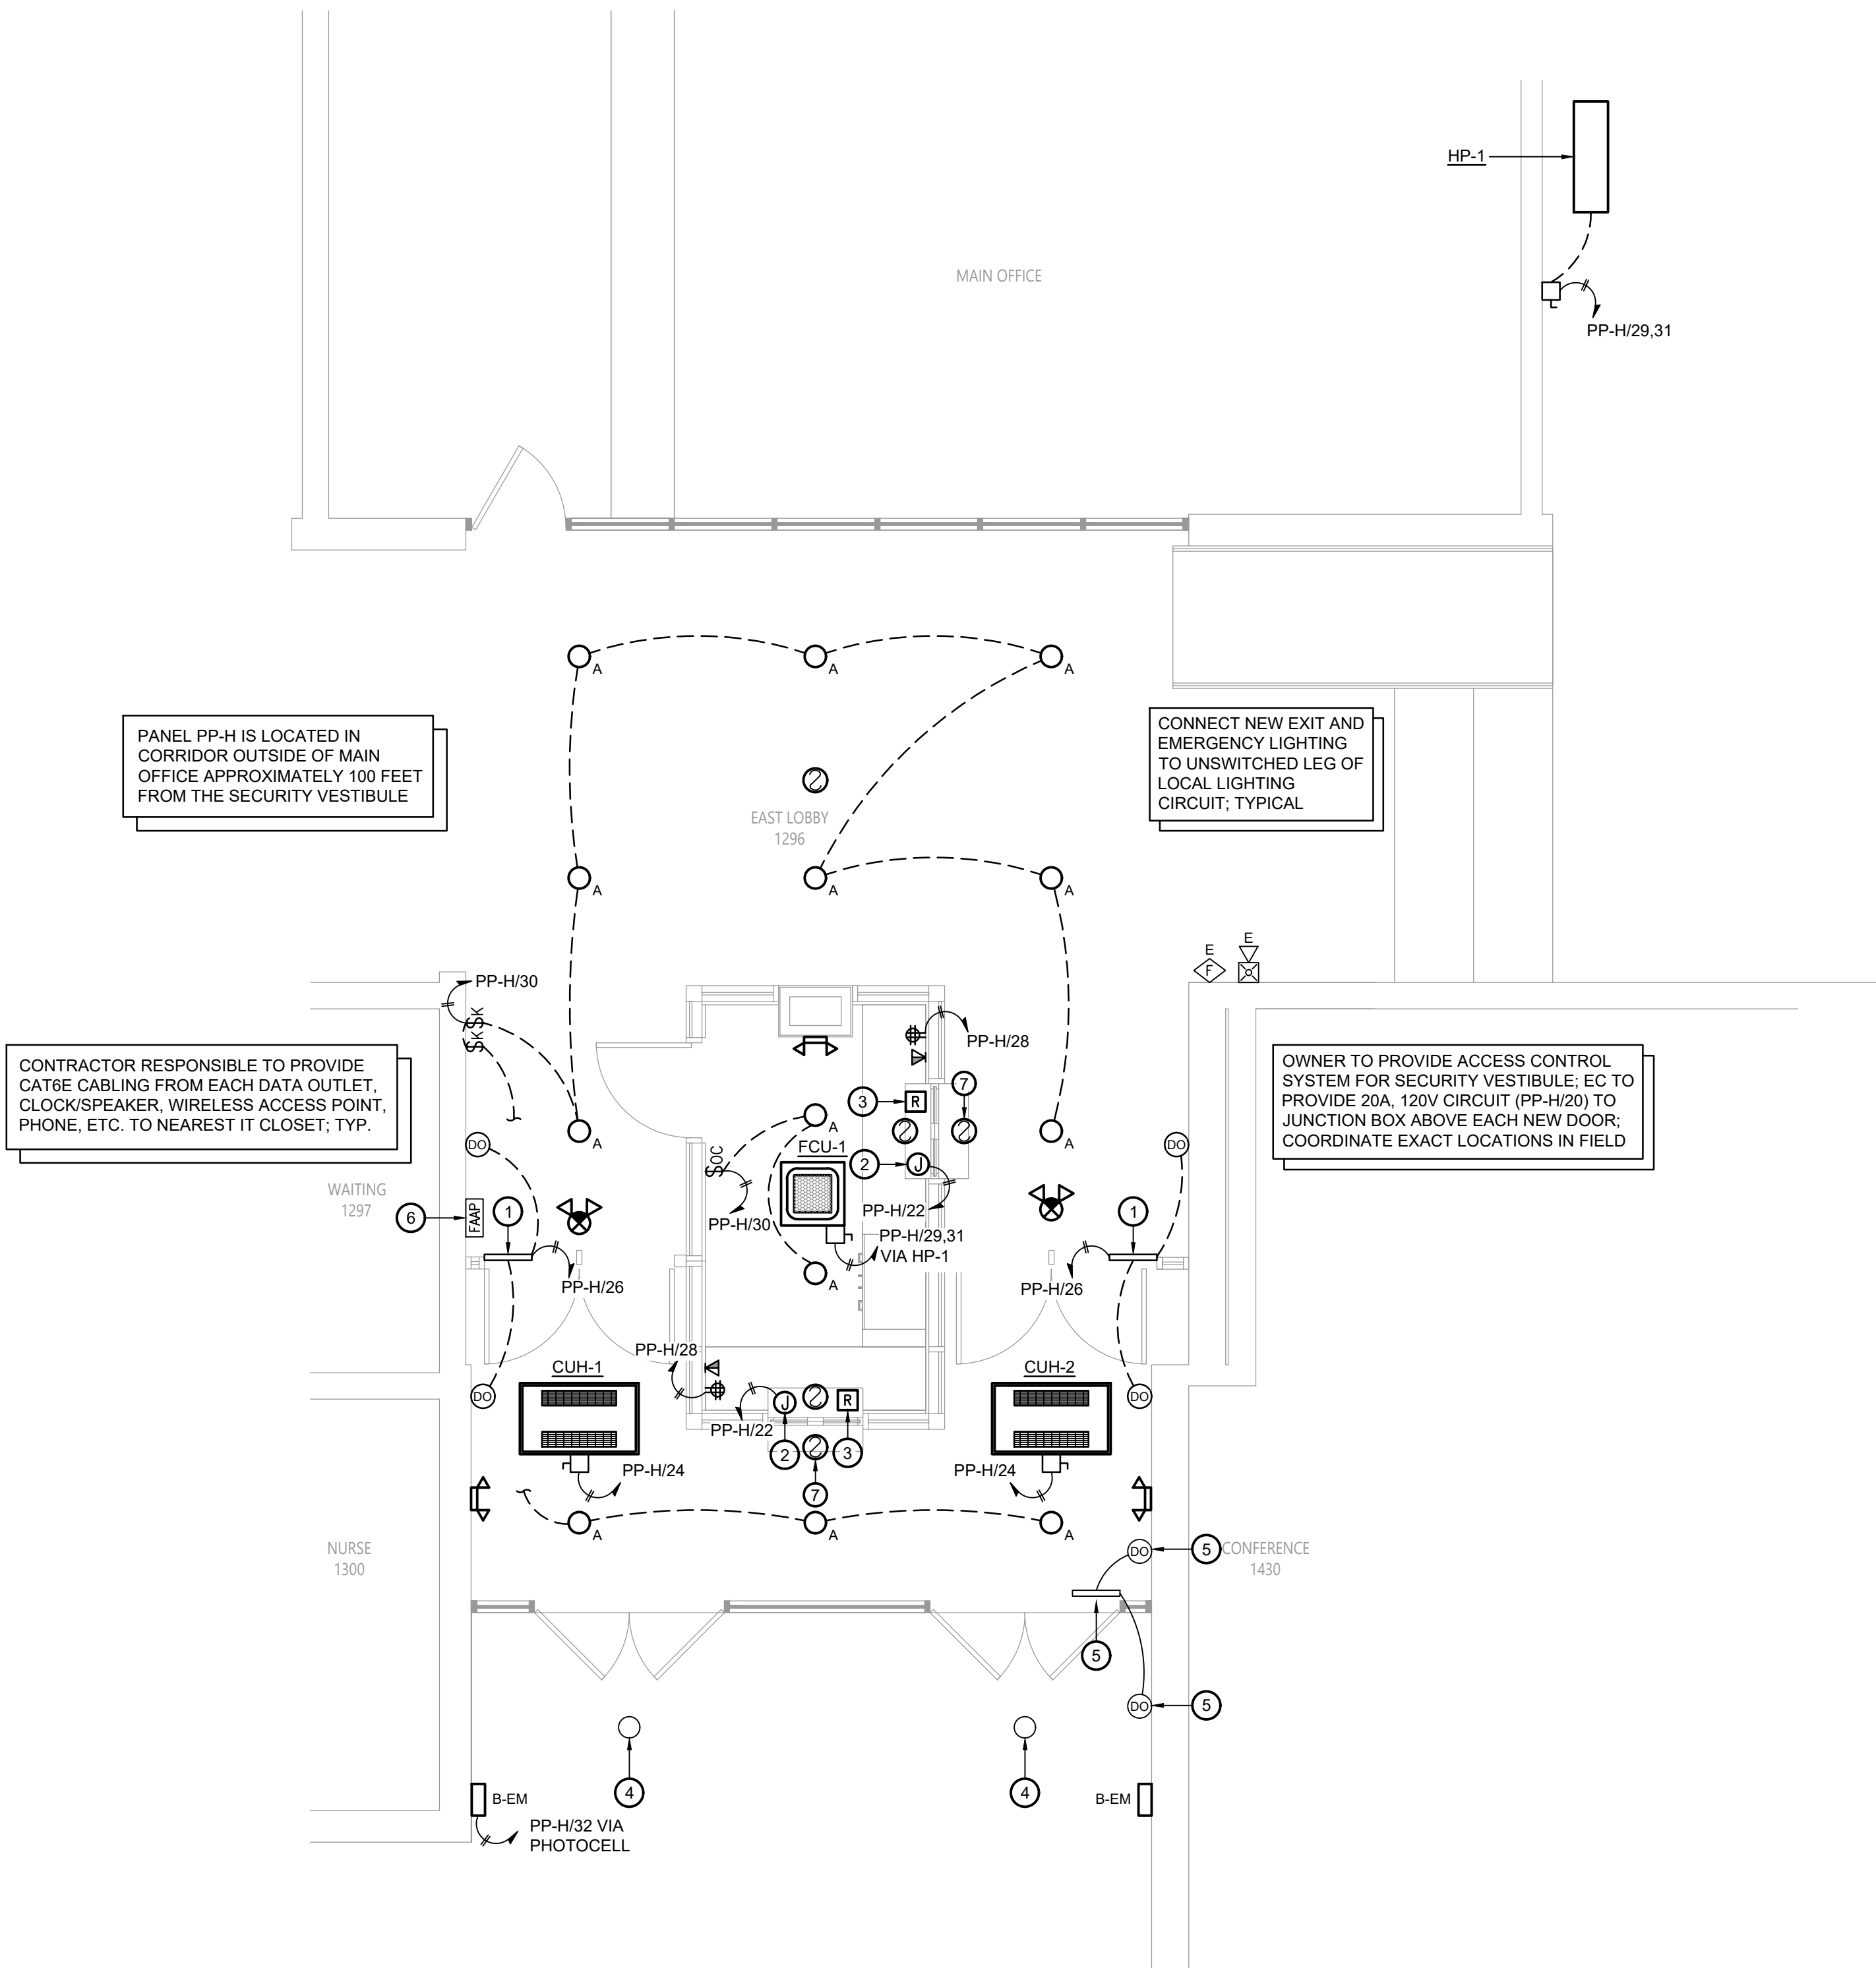 HP-1
MAIN OFFICE
PP-H/29,31
A
A
A
PANEL PP-H IS LOCATED IN
CORRIDOR OUTSIDE OF MAIN
OFFICE APPROXIMATELY 100 FEET
FROM THE SECURITY VESTIBULE
CONNECT NEW EXIT AND
EMERGENCY LIGHTING
TO UNSWITCHED LEG OF
LOCAL LIGHTING
CIRCUIT; TYPICAL
EAST LOBBY
1296
A
A
A
E
E
F
PP-H/30
$K
$K
PP-H/28
CONTRACTOR RESPONSIBLE TO PROVIDE
CAT6E CABLING FROM EACH DATA OUTLET,
CLOCK/SPEAKER, WIRELESS ACCESS POINT,
PHONE, ETC. TO NEAREST IT CLOSET; TYP.
OWNER TO PROVIDE ACCESS CONTROL
SYSTEM FOR SECURITY VESTIBULE; EC TO
PROVIDE 20A, 120V CIRCUIT (PP-H/20) TO
JUNCTION BOX ABOVE EACH NEW DOOR;
COORDINATE EXACT LOCATIONS IN FIELD
3
R
7
A
A
A
DO
DO
FCU-1
$OC
2
J
WAITING
1297
6
FAAP
1
1
PP-H/30
PP-H/22
PP-H/29,31
VIA HP-1
PP-H/26
PP-H/26
A
PP-H/28
CUH-1
CUH-2
DO
DO
J
R
PP-H/22
2
3
PP-H/24
PP-H/24
7
A
A
A
NURSE
1300
DO
5
CONFERENCE
1430
5
DO
5
4
4
B-EM
B-EM
PP-H/32 VIA
PHOTOCELL